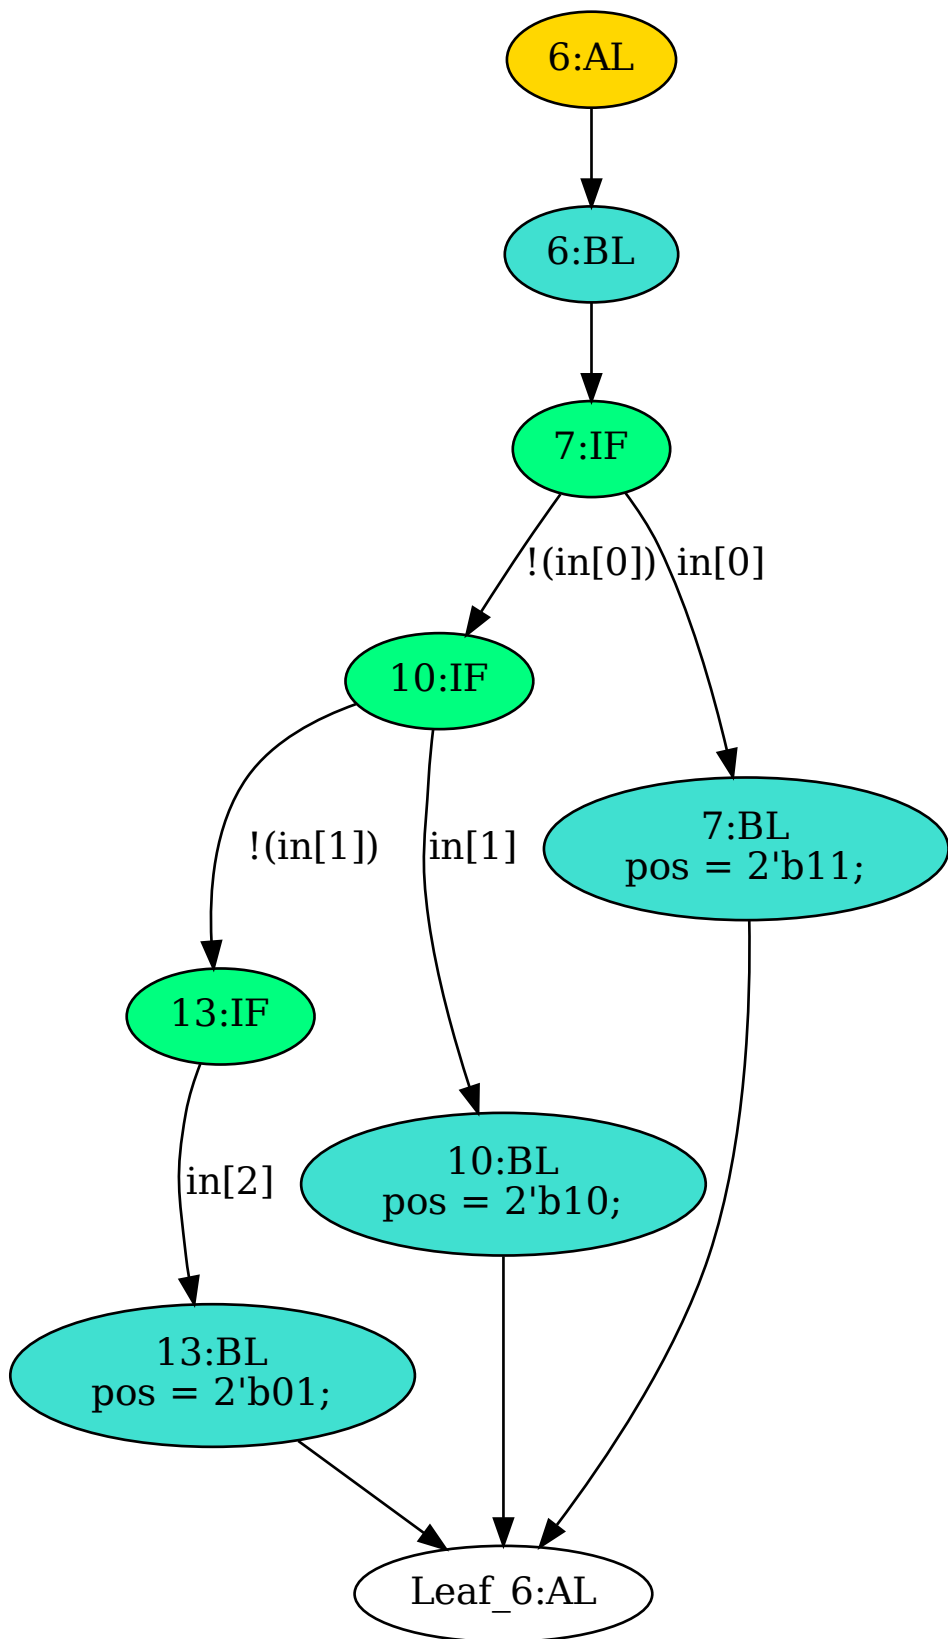 6:AL
6:BL
7:IF
!(in[0])
in[0]
10:IF
7:BL
pos = 2'b11;
!(in[1])
in[1]
13:IF
10:BL
pos = 2'b10;
in[2]
13:BL
pos = 2'b01;
Leaf_6:AL